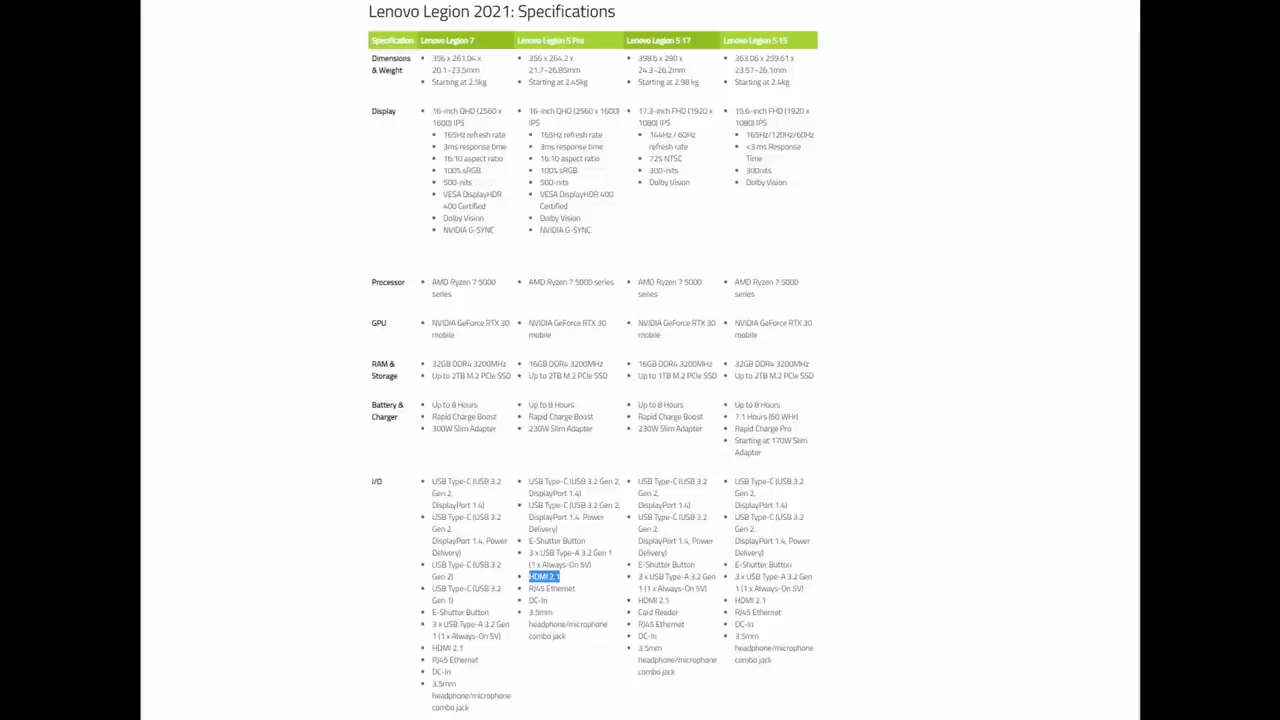 Lenovo Legion 2021: Specifications
Specification Lenovo Legion 7 Lenovo Legion 5 Pro Lenovo Legion 5 17 Lenovo Legion 5 15
Dimensions
& Weight
356 x 261.04 x
20.1~23.5mm
Starting at 2.5kg
356 x 264.2 x
21.7~26.85mm
Starting at 2.45kg
398.6 x 290 x
24.3~26.2mm
Starting at 2.98 kg
363.06 x 259.61 x
23.57~26.1mm
Starting at 2.4kg
Display
16-inch QHD (2560 x
1600) IPS
165Hz refresh rate
3ms response time
16:10 aspect ratio
100% sRGB
500-nits
VESA DisplayHDR
400 Certified
Dolby Vision
NVIDIA G-SYNC
16-inch QHD (2560 x 1600)
IPS
165Hz refresh rate
3ms response time
16:10 aspect ratio
100% sRGB
500-nits
VESA DisplayHDR 400
Certified
Dolby Vision
NVIDIA G-SYNC
17.3-inch FHD (1920 x
1080) IPS
144Hz / 60Hz
refresh rate
72% NTSC
300-nits
Dolby Vision
15.6-inch FHD (1920 x
1080) IPS
165Hz/120Hz/60Hz
<3 ms Response
Time
300nits
Dolby Vision
Processor
AMD Ryzen 7 5000
series
AMD Ryzen 7 5000 series
AMD Ryzen 7 5000
series
AMD Ryzen 7 5000
series
GPU
NVIDIA GeForce RTX 30
mobile
NVIDIA GeForce RTX 30
mobile
NVIDIA GeForce RTX 30
mobile
NVIDIA GeForce RTX 30
mobile
RAM &
Storage
32GB DDR4 3200MHz
Up to 2TB M.2 PCIe SSD
16GB DDR4 3200MHz
Up to 2TB M.2 PCIe SSD
16GB DDR4 3200MHz
Up to 1TB M.2 PCIe SSD
32GB DDR4 3200MHz
Up to 2TB M.2 PCIe SSD
Battery &
Charger
Up to 8 Hours
Rapid Charge Boost
300W Slim Adapter
Up to 8 Hours
Rapid Charge Boost
230W Slim Adapter
Up to 8 Hours
Rapid Charge Boost
230W Slim Adapter
Up to 8 Hours
7.1 Hours (60 WHr)
Rapid Charge Pro
Starting at 170W Slim
Adapter
I/O
USB Type-C (USB 3.2
Gen 2,
DisplayPort 1.4)
USB Type-C (USB 3.2
Gen 2,
DisplayPort 1.4, Power
Delivery)
USB Type-C (USB 3.2
Gen 2)
USB Type-C (USB 3.2
Gen 1)
E-Shutter Button
3 x USB Type-A 3.2 Gen
1 (1 x Always-On 5V)
HDMI 2.1
RJ45 Ethernet
DC-In
3.5mm
headphone/microphone
combo jack
USB Type-C (USB 3.2 Gen 2,
DisplayPort 1.4)
USB Type-C (USB 3.2 Gen 2,
DisplayPort 1.4, Power
Delivery)
E-Shutter Button
3 x USB Type-A 3.2 Gen 1
(1 x Always-On 5V)
HDMI 2.1
RJ45 Ethernet
DC-In
3.5mm
headphone/microphone
combo jack
USB Type-C (USB 3.2
Gen 2,
DisplayPort 1.4)
USB Type-C (USB 3.2
Gen 2,
DisplayPort 1.4, Power
Delivery)
E-Shutter Button
3 x USB Type-A 3.2 Gen
1 (1 x Always-On 5V)
HDMI 2.1
Card Reader
RJ45 Ethernet
DC-In
3.5mm
headphone/microphone
combo jack
USB Type-C (USB 3.2
Gen 2,
DisplayPort 1.4)
USB Type-C (USB 3.2
Gen 2,
DisplayPort 1.4, Power
Delivery)
E-Shutter Button
3 x USB Type-A 3.2 Gen
1 (1 x Always-On 5V)
HDMI 2.1
RJ45 Ethernet
DC-In
3.5mm
headphone/microphone
combo jack